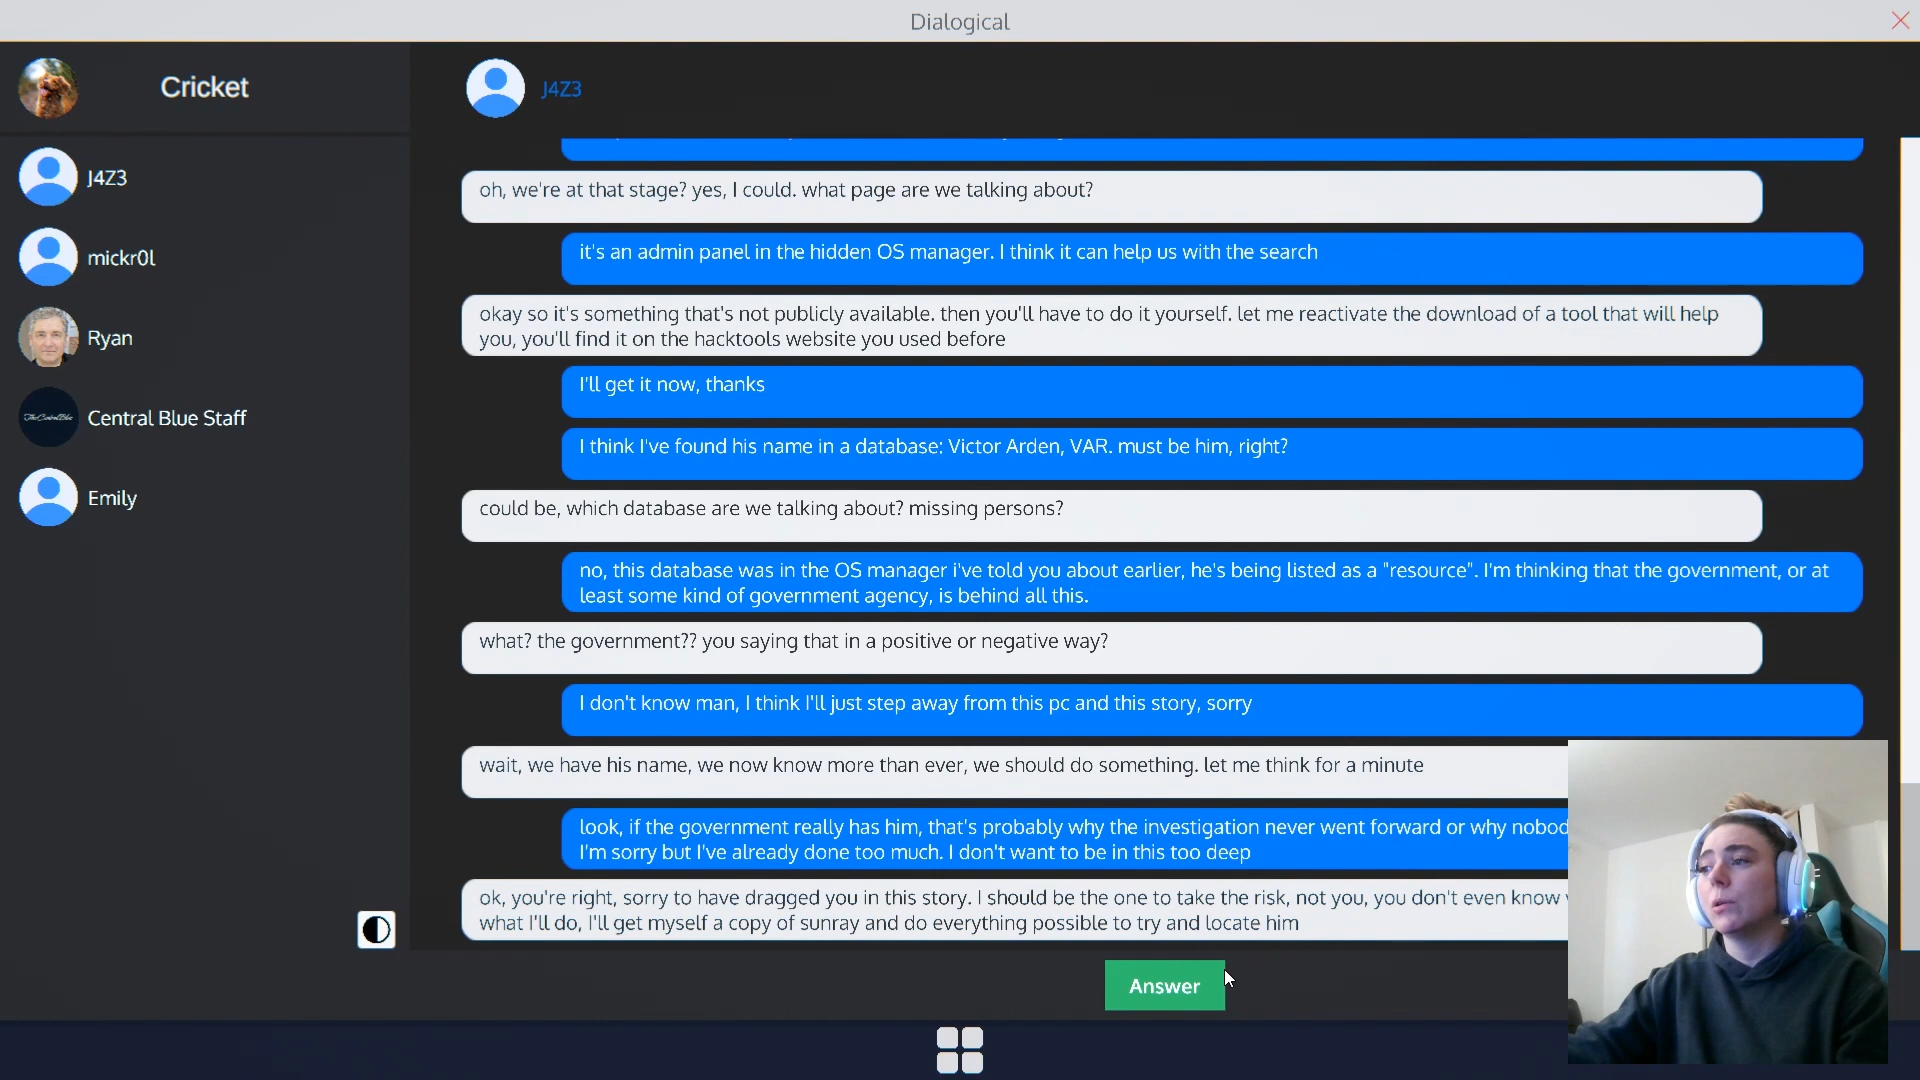 Dialogical
Cricket
J4Z3
mickr0l
Ryan
Central Blue Staff
Emily
J4Z3
oh, we're at that stage? yes, I could. what page are we talking about?
it's an admin panel in the hidden OS manager. I think it can help us with the search
okay so it's something that's not publicly available. then you'll have to do it yourself. let me reactivate the download of a tool that will help
you, you'll find it on the hacktools website you used before
I'll get it now, thanks
I think I've found his name in a database: Victor Arden, VAR. must be him, right?
could be, which database are we talking about? missing persons?
no, this database was in the OS manager i've told you about earlier, he's being listed as a "resource". I'm thinking that the government, or at
least some kind of government agency, is behind all this.
what? the government?? you saying that in a positive or negative way?
I don't know man, I think I'll just step away from this pc and this story, sorry
wait, we have his name, we now know more than ever, we should do something. let me think for a minute
look, if the government really has him, that's probably why the investigation never went forward or why nobod
I'm sorry but I've already done too much. I don't want to be in this too deep
ok, you're right, sorry to have dragged you in this story. I should be the one to take the risk, not you, you don't even know
what I'll do, I'll get myself a copy of sunray and do everything possible to try and locate him
Answer